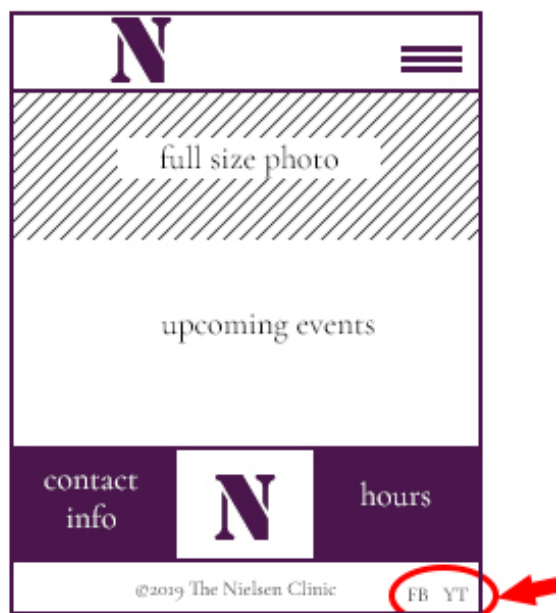 N
full size photo
upcoming events
contact
info
N
hours
©2019 The Nielsen Clinic
FB YT